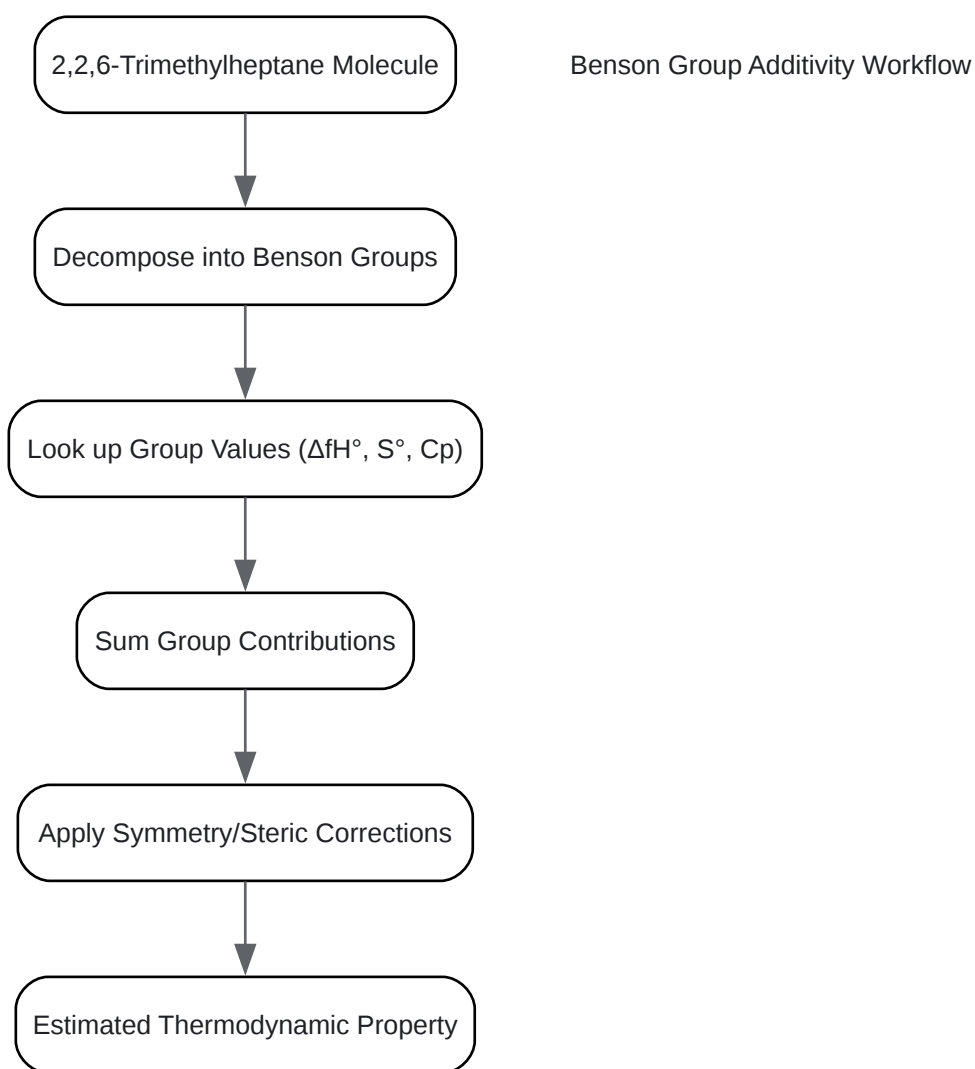 2,2,6-Trimethylheptane Molecule
Benson Group Additivity Workflow
Decompose into Benson Groups
Look up Group Values (ΔfH°, S°, Cp)
Sum Group Contributions
Apply Symmetry/Steric Corrections
Estimated Thermodynamic Property